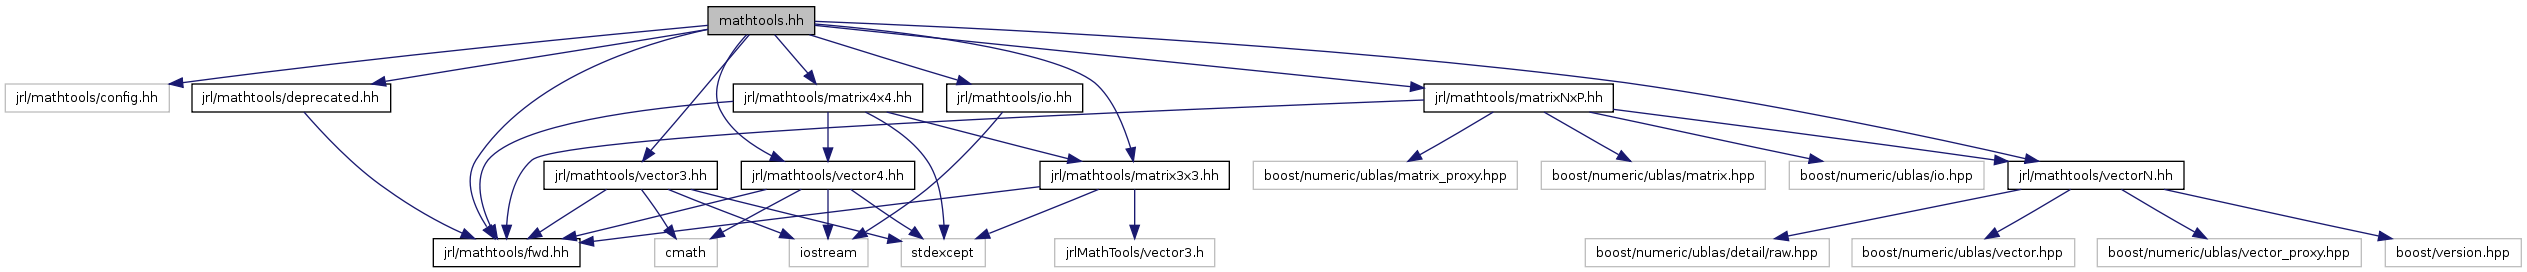 mathtools.hh
jrl/mathtools/config.hh
jrl/mathtools/deprecated.hh
jrl/mathtools/matrix4x4.hh
jrl/mathtools/io.hh
jrl/mathtools/matrixNxP.hh
jrl/mathtools/vector3.hh
jrl/mathtools/vector4.hh
jrl/mathtools/matrix3x3.hh
boost/numeric/ublas/matrix_proxy.hpp
boost/numeric/ublas/matrix.hpp
boost/numeric/ublas/io.hpp
jrl/mathtools/vectorN.hh
jrl/mathtools/fwd.hh
cmath
iostream
stdexcept
jrlMathTools/vector3.h
boost/numeric/ublas/detail/raw.hpp
boost/numeric/ublas/vector.hpp
boost/numeric/ublas/vector_proxy.hpp
boost/version.hpp